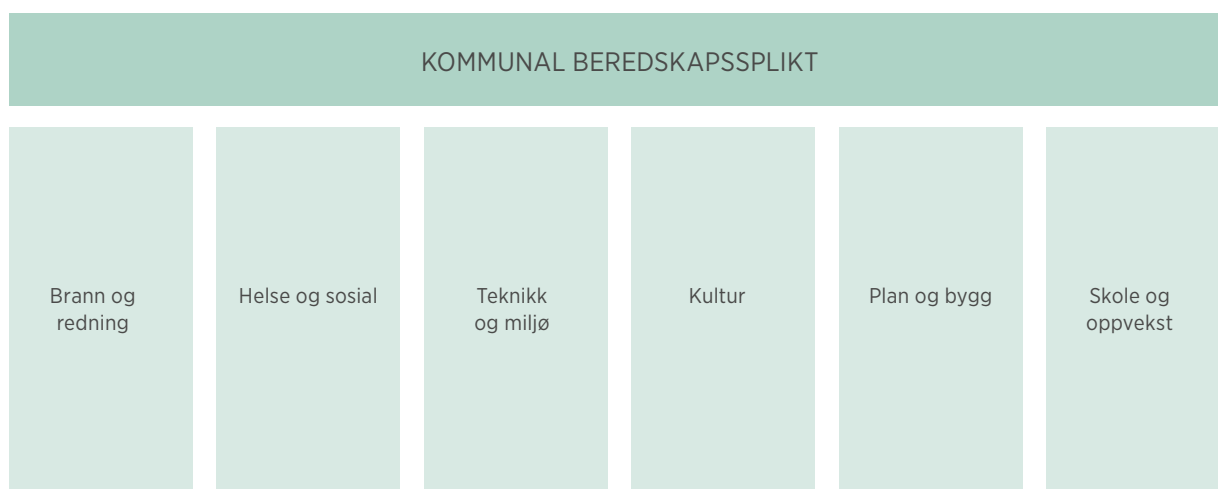 KOMMUNAL BEREDSKAPSSPLIKT
Brann og
redning
Helse og sosial
Teknikk
og miljø
Kultur
Plan og bygg
Skole og
oppvekst